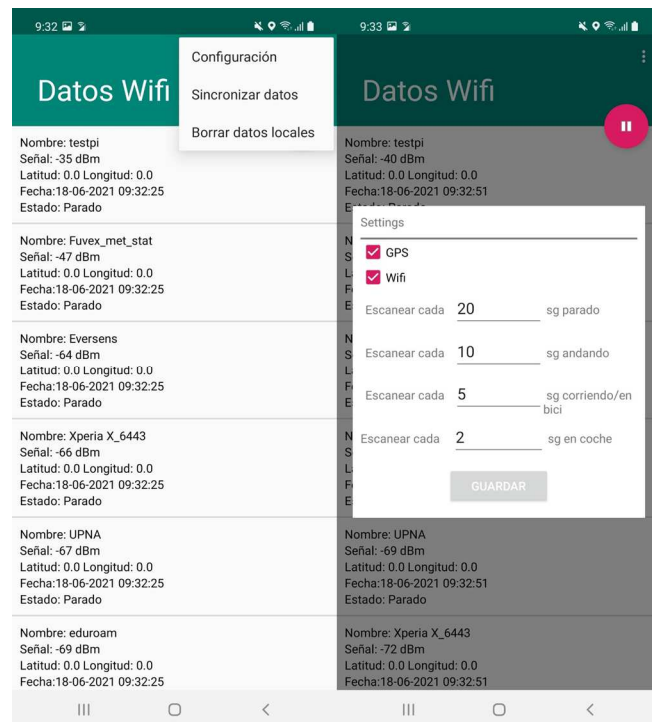 9:32
Configuración
Datos Wifi
Sincronizar datos
Borrar datos locales
Nombre: testpi
Señal: -35 dBm
Latitud: 0.0 Longitud: 0.0
Fecha:18-06-2021 09:32:25
Estado: Parado
Nombre: Fuvex_met_stat
Señal: -47 dBm
Latitud: 0.0 Longitud: 0.0
Fecha:18-06-2021 09:32:25
Estado: Parado
Nombre: Eversens
Señal: -64 dBm
Latitud: 0.0 Longitud: 0.0
Fecha:18-06-2021 09:32:25
Estado: Parado
Nombre: Xperia X_6443
Señal: -66 dBm
Latitud: 0.0 Longitud: 0.0
Fecha:18-06-2021 09:32:25
Estado: Parado
Nombre: UPNA
Señal: -67 dBm
Latitud: 0.0 Longitud: 0.0
Fecha:18-06-2021 09:32:25
Estado: Parado
Nombre: eduroam
Señal: -69 dBm
Latitud: 0.0 Longitud: 0.0
Fecha:18-06-2021 09:32:25
9:33
Datos Wifi
Nombre: testpi
Señal: -40 dBm
Latitud: 0.0 Longitud: 0.0
Fecha:18-06-2021 09:32:51
Settings
GPS
Wifi
Escanear cada 20 sg parado
Escanear cada 10 sg andando
Escanear cada 5 sg corriendo/en
bici
Escanear cada 2 sg en coche
GUARDAR
Nombre: UPNA
Señal: -69 dBm
Latitud: 0.0 Longitud: 0.0
Fecha:18-06-2021 09:32:51
Estado: Parado
Nombre: Xperia X_6443
Señal: -72 dBm
Latitud: 0.0 Longitud: 0.0
Fecha:18-06-2021 09:32:51